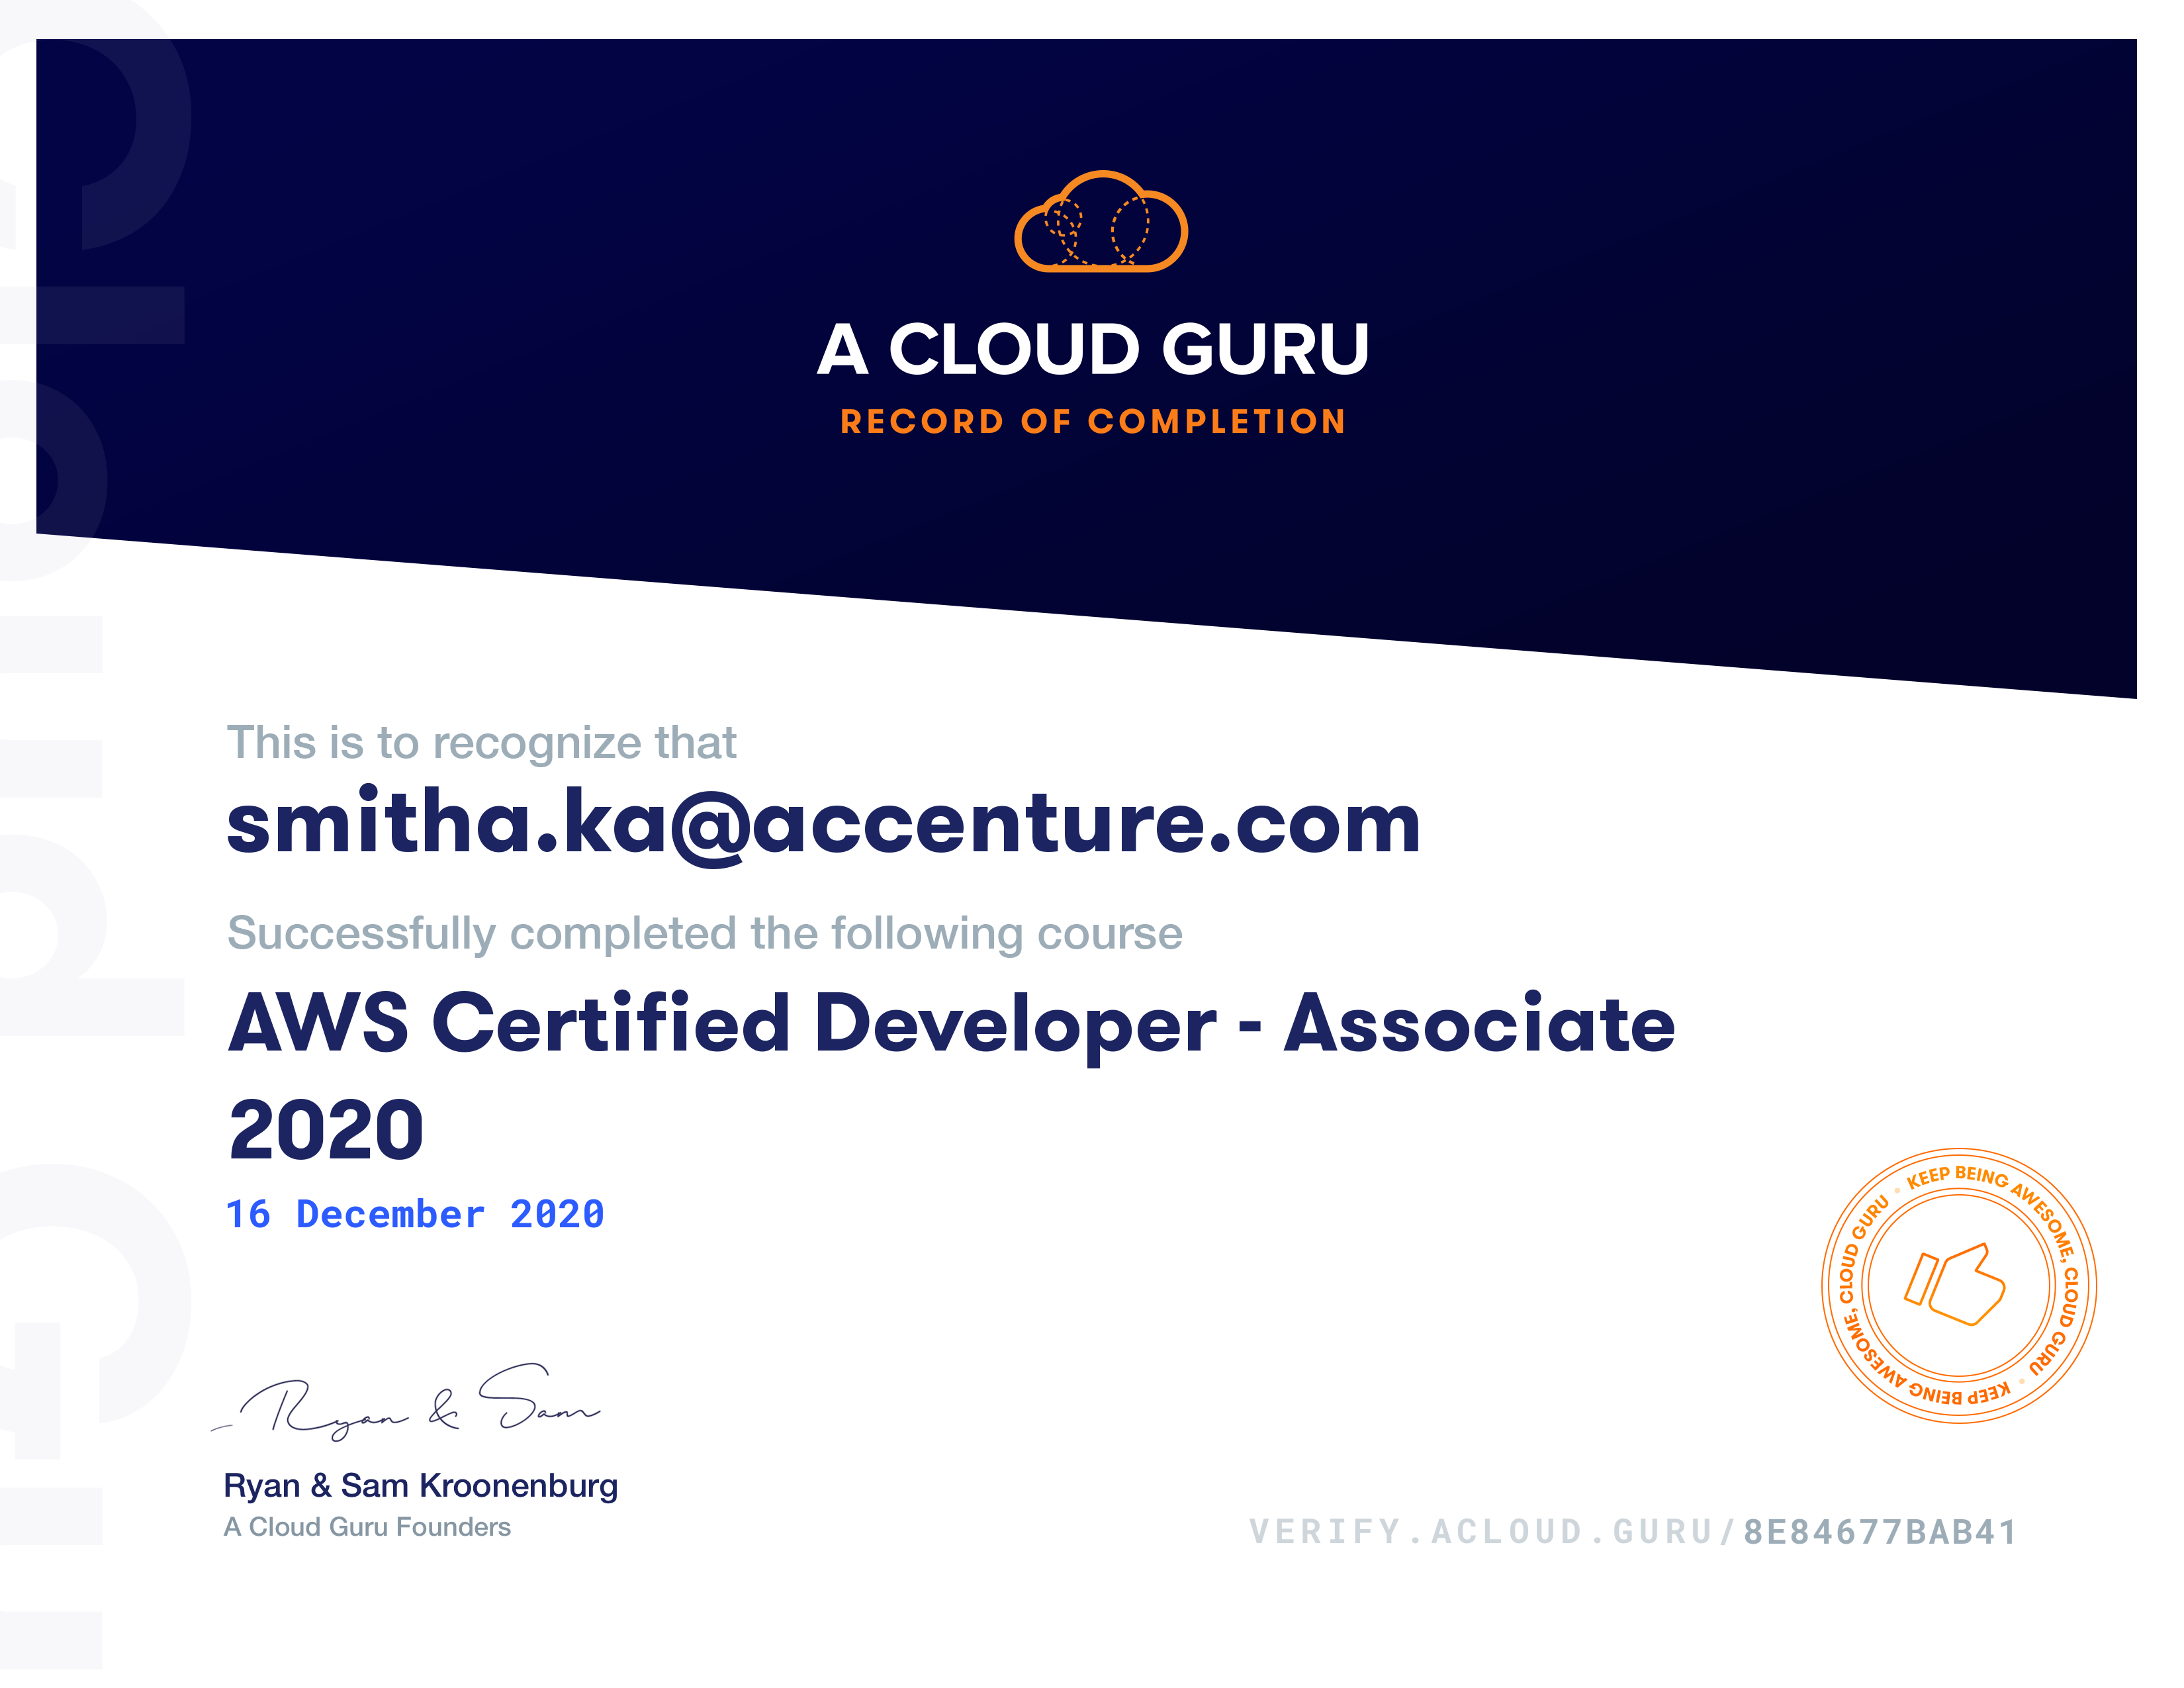 A CLOUD GURU
RECORD OF COMPLETION
This is to recognize that
smitha.ka@accenture.com
Successfully completed the following course
AWS Certified Developer - Associate
2020
16 December 2020
KEEP BEING AWESOME, CLOUD GURU • KEEP BEING AWESOME, CLOUD GURU •
Ryan & Sam
Ryan & Sam Kroonenburg
A Cloud Guru Founders
VERIFY.ACLOUD.GURU/8E84677BAB41